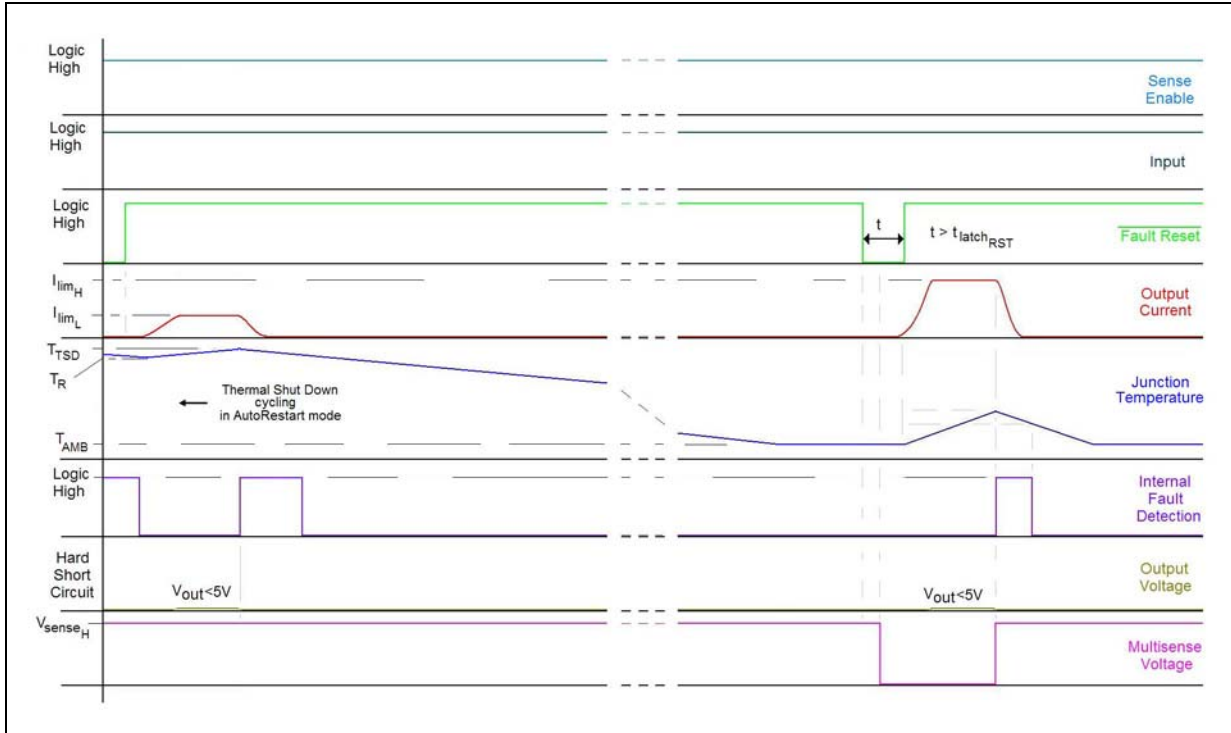 Logic
High
Sense
Enable
Logic
High
Input
Logic
High
t
t > tlatchRST
Fault Reset
IlimH
Output
Current
IlimL
TTSD
TR
Thermal Shut Down
cycling
in AutoRestart mode
Junction
Temperature
TAMB
Logic
High
Internal
Fault
Detection
Hard
Short
Circuit
Vout<5V
Vout<5V
Output
Voltage
VsenseH
Multisense
Voltage